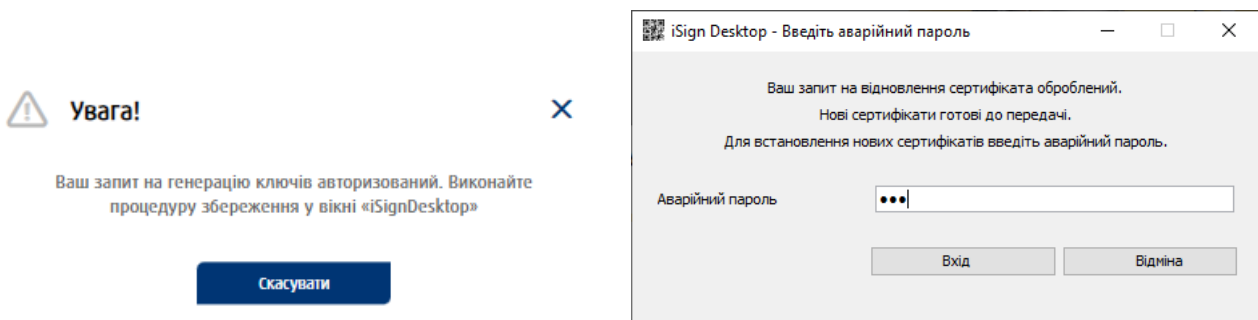 Увага!
Ваш запит на генерацію ключів авторизований. Виконайте
процедуру збереження у вікні «iSignDesktop»
Скасувати
iSign Desktop - Введіть аварійний пароль
Ваш запит на відновлення сертифіката оброблений.
Нові сертифікати готові до передачі.
Для встановлення нових сертифікатів введіть аварійний пароль.
Аварійний пароль
Вхід
Відміна